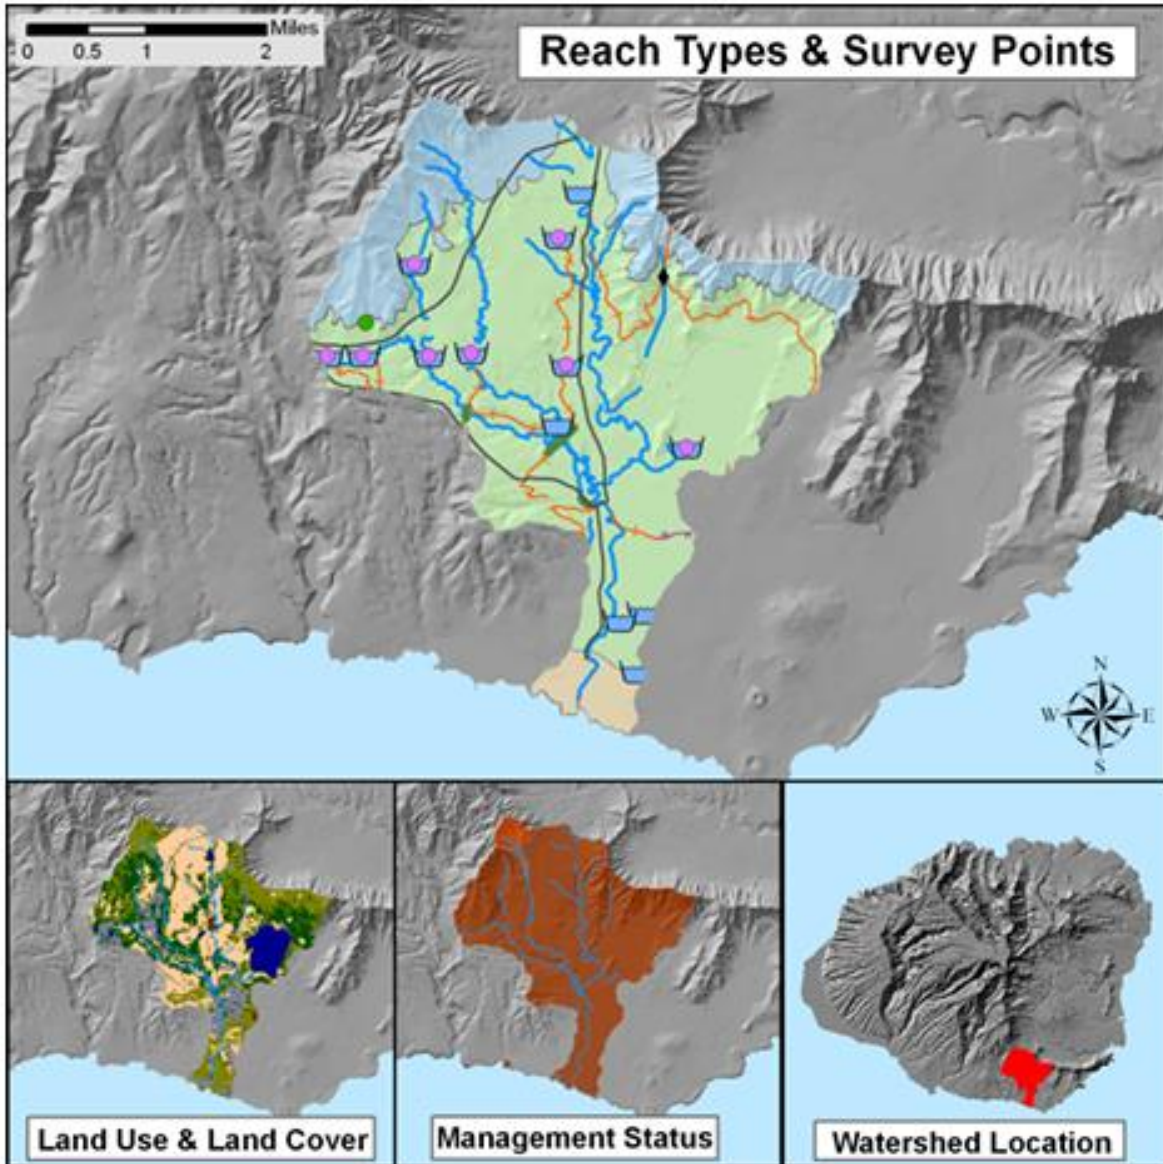 Miles
0 0.5 1 2
Reach Types & Survey Points
N
W E
S
Land Use & Land Cover
Management Status
Watershed Location